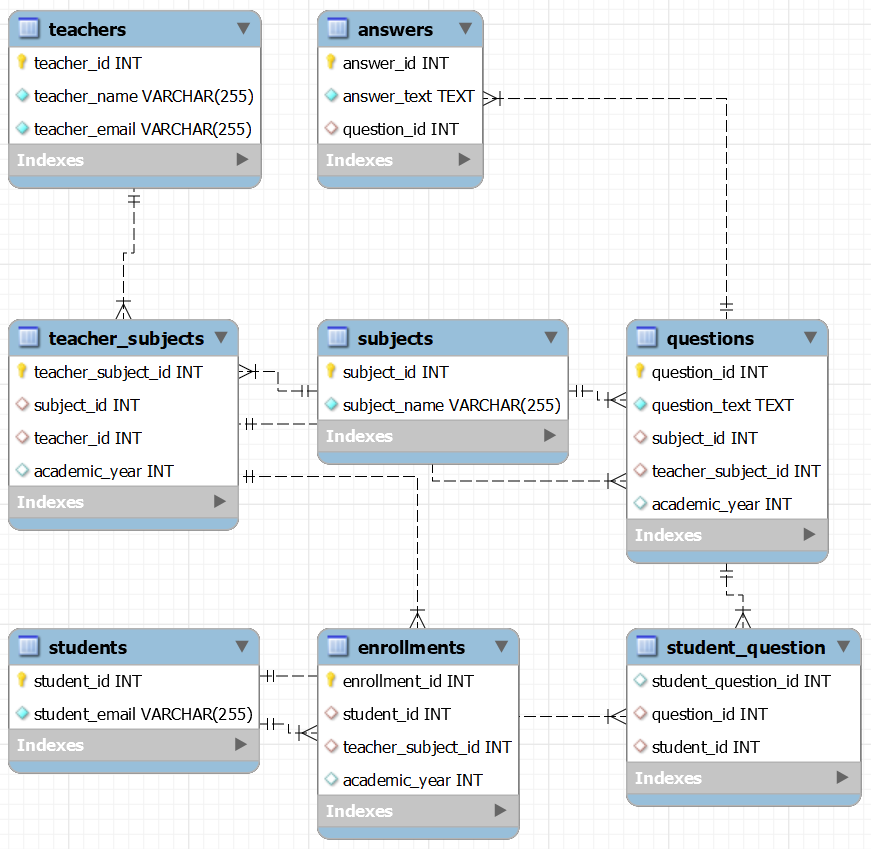 teachers
teacher_id INT
teacher_name VARCHAR(255)
teacher_email VARCHAR(255)
Indexes
answers
answer_id INT
answer_text TEXT
question_id INT
Indexes
teacher_subjects
teacher_subject_id INT
subject_id INT
teacher_id INT
academic_year INT
Indexes
subjects
subject_id INT
subject_name VARCHAR(255)
Indexes
questions
question_id INT
question_text TEXT
subject_id INT
teacher_subject_id INT
academic_year INT
Indexes
students
student_id INT
student_email VARCHAR(255)
Indexes
enrollments
enrollment_id INT
student_id INT
teacher_subject_id INT
academic_year INT
Indexes
student_question
student_question_id INT
question_id INT
student_id INT
Indexes